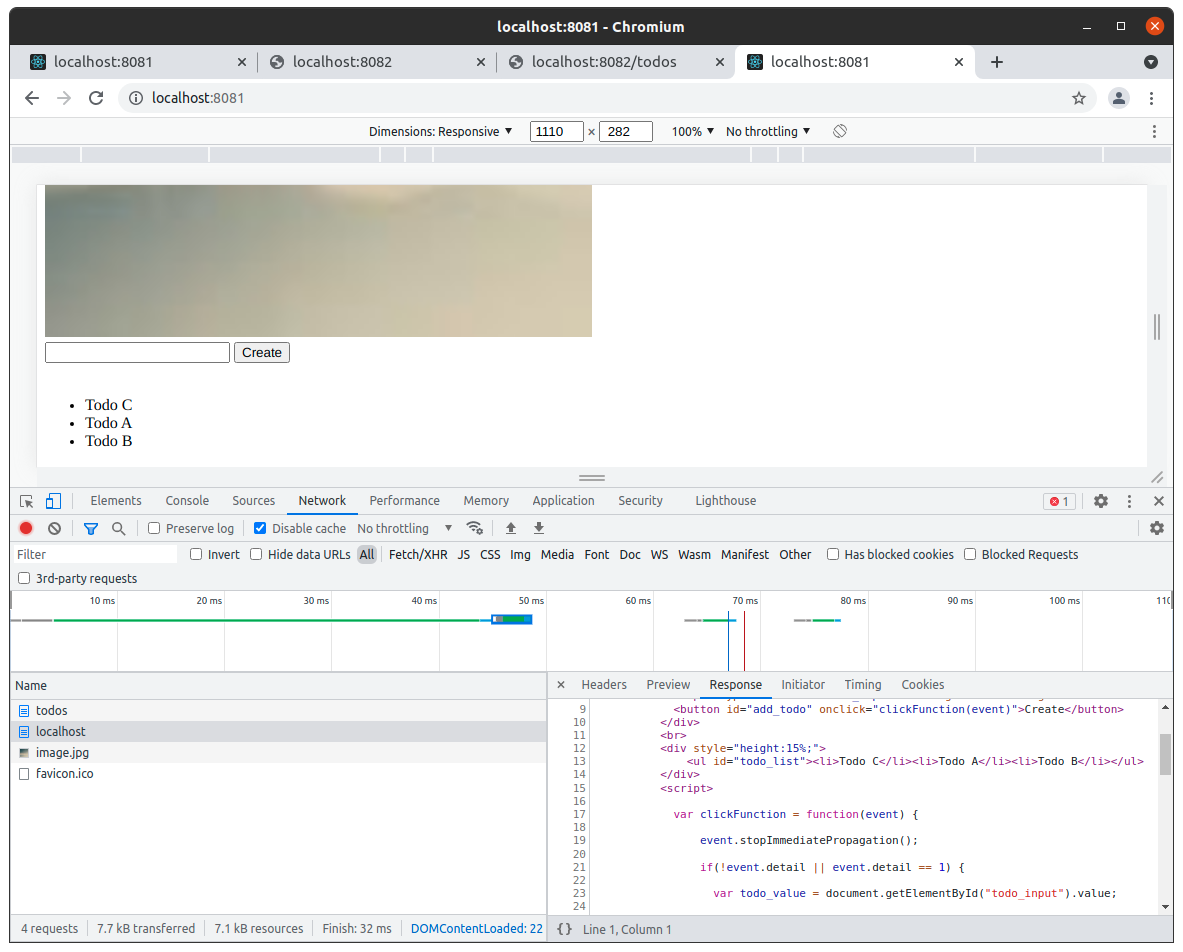 localhost:8081 - Chromium
localhost:8081
localhost:8082
localhost:8082/todos
localhost:8081
localhost:8081
Dimensions: Responsive ▼ 1110 × 282 100% ▼ No throttling ▼
Create
• Todo C
• Todo A
• Todo B
Elements Console Sources Network Performance Memory Application Security Lighthouse 1
Preserve log Disable cache No throttling ▼
Filter Invert Hide data URLs All Fetch/XHR JS CSS Img Media Font Doc WS Wasm Manifest Other Has blocked cookies Blocked Requests
3rd-party requests
10 ms 20 ms 30 ms 40 ms 50 ms 60 ms 70 ms 80 ms 90 ms 100 ms 110
Name
todos
localhost
image.jpg
favicon.ico
4 requests 7.7 kB transferred 7.1 kB resources Finish: 32 ms DOMContentLoaded: 22
Headers Preview Response Initiator Timing Cookies
9 <button id="add_todo" onclick="clickFunction(event)">Create</button>
10 </div>
11 <br>
12 <div style="height:15%;">
13 <ul id="todo_list"><li>Todo C</li><li>Todo A</li><li>Todo B</li></ul>
14 </div>
15 <script>
16
17 var clickFunction = function(event) {
18
19 event.stopImmediatePropagation();
20
21 if(!event.detail || event.detail == 1) {
22
23 var todo_value = document.getElementById("todo_input").value;
24
{} Line 1, Column 1